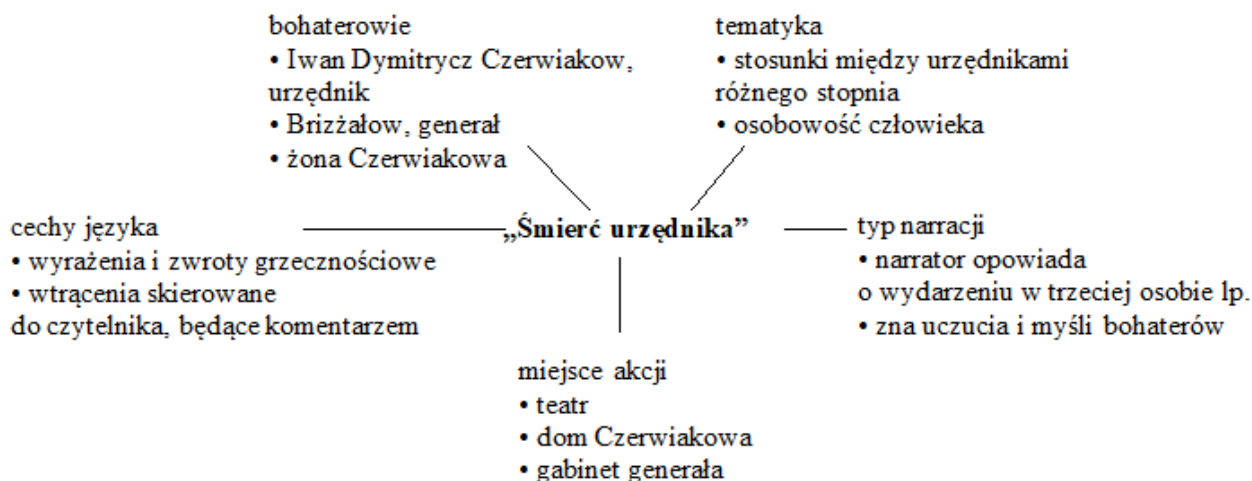 bohaterowie
• Iwan Dymitrycz Czerwiakow,
urzędnik
• Brizżałow, generał
• żona Czerwiakowa
tematyka
• stosunki między urzędnikami
różnego stopnia
• osobowość człowieka
cechy języka
• wyrażenia i zwroty grzecznościowe
• wtrącenia skierowane
do czytelnika, będące komentarzem
„Śmierć urzędnika”
typ narracji
• narrator opowiada
o wydarzeniu w trzeciej osobie lp.
• zna uczucia i myśli bohaterów
miejsce akcji
• teatr
• dom Czerwiakowa
• gabinet generała